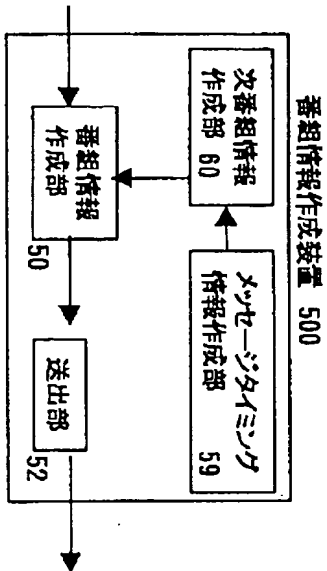 番組情報作成装置 500
次番組情報
作成部 60
メッセージタイミング
情報作成部 59
番組情報
作成部
50
送出部
52